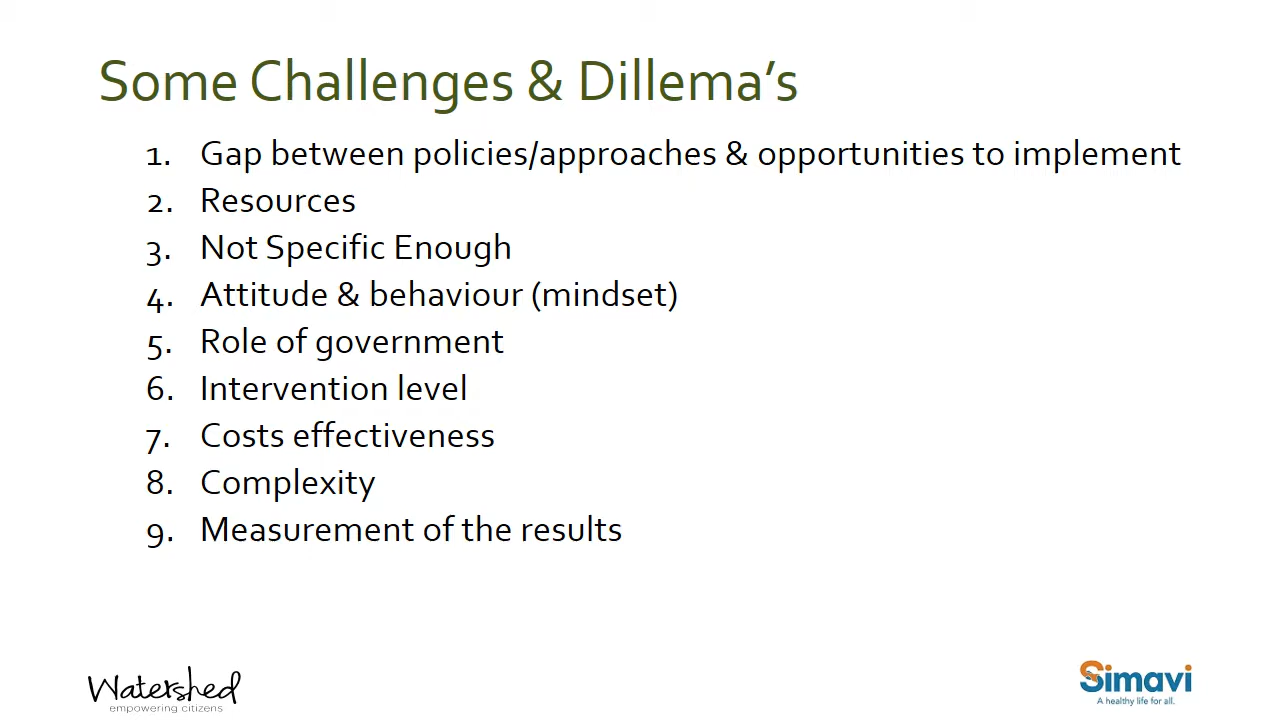 Some Challenges & Dillema’s
1. Gap between policies/approaches & opportunities to implement
2. Resources
3. Not Specific Enough
4. Attitude & behaviour (mindset)
5. Role of government
6. Intervention level
7. Costs effectiveness
8. Complexity
9. Measurement of the results
Watershed
empowering citizens
Simavi
A healthy life for all.